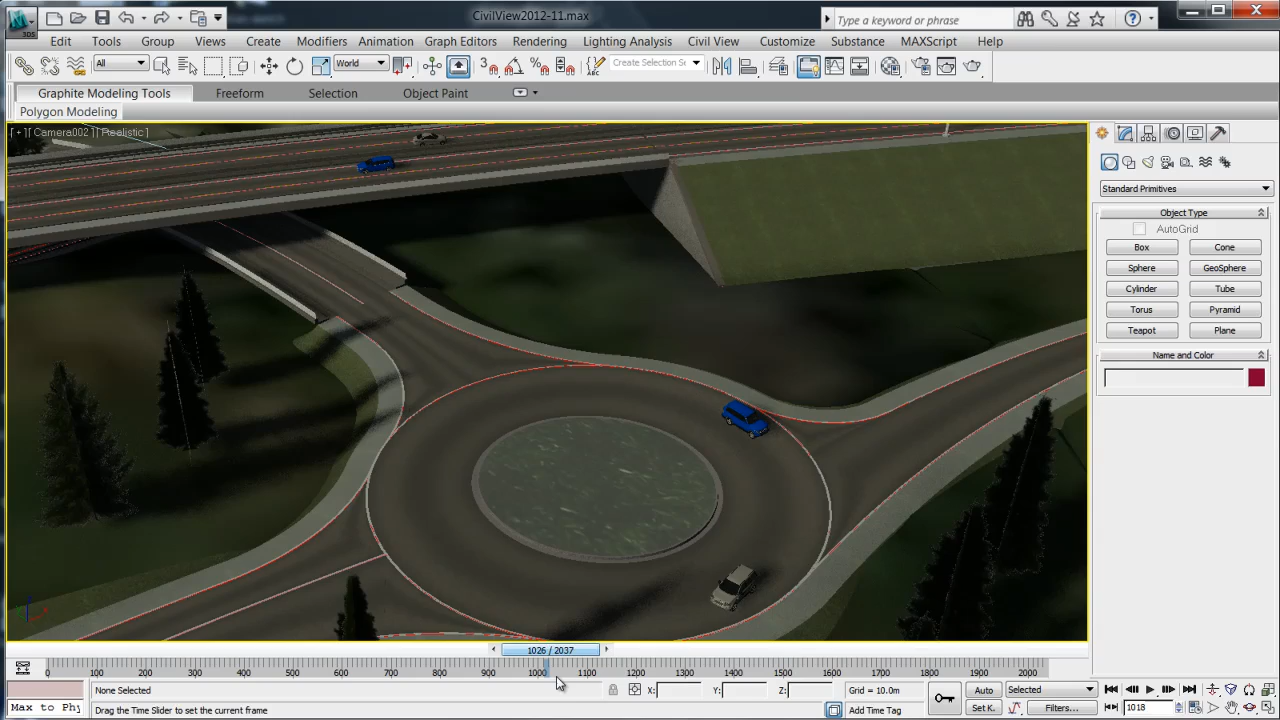 CivilView2012-11.max
Type a keyword or phrase
3DS
Edit Tools Group Views Create Modifiers Animation Graph Editors Rendering Lighting Analysis Civil View Customize Substance MAXScript Help
All
World
Create Selection Se
Graphite Modeling Tools Freeform Selection Object Paint
Polygon Modeling
[ + ][ Camera002 ][ Realistic ]
Standard Primitives
Object Type
AutoGrid
Box Cone
Sphere GeoSphere
Cylinder Tube
Torus Pyramid
Teapot Plane
Name and Color
1026 / 2037
0 100 200 300 400 500 600 700 800 900 1000 1100 1200 1300 1400 1500 1600 1700 1800 1900 2000
None Selected X: Y: Z: Grid = 10.0m Auto Selected
Max to Phy Drag the Time Slider to set the current frame Add Time Tag Set K. Filters... 1018